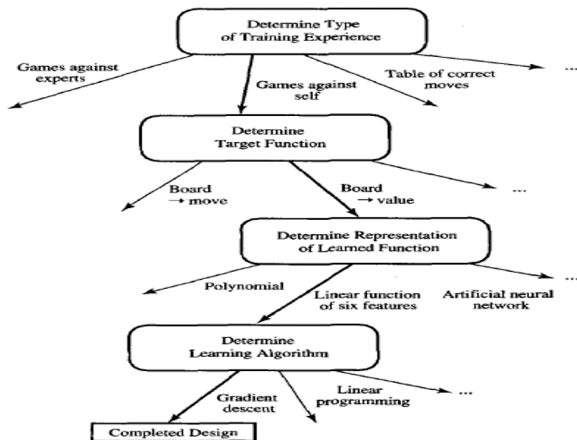 Determine Type
of Training Experience
Games against
experts
Games against
self
Table of correct
moves
...
Determine
Target Function
Board
→ move
Board
→ value
...
Determine Representation
of Learned Function
Polynomial
Linear function
of six features
Artificial neural
network
...
Determine
Learning Algorithm
Gradient
descent
Linear
programming
...
Completed Design